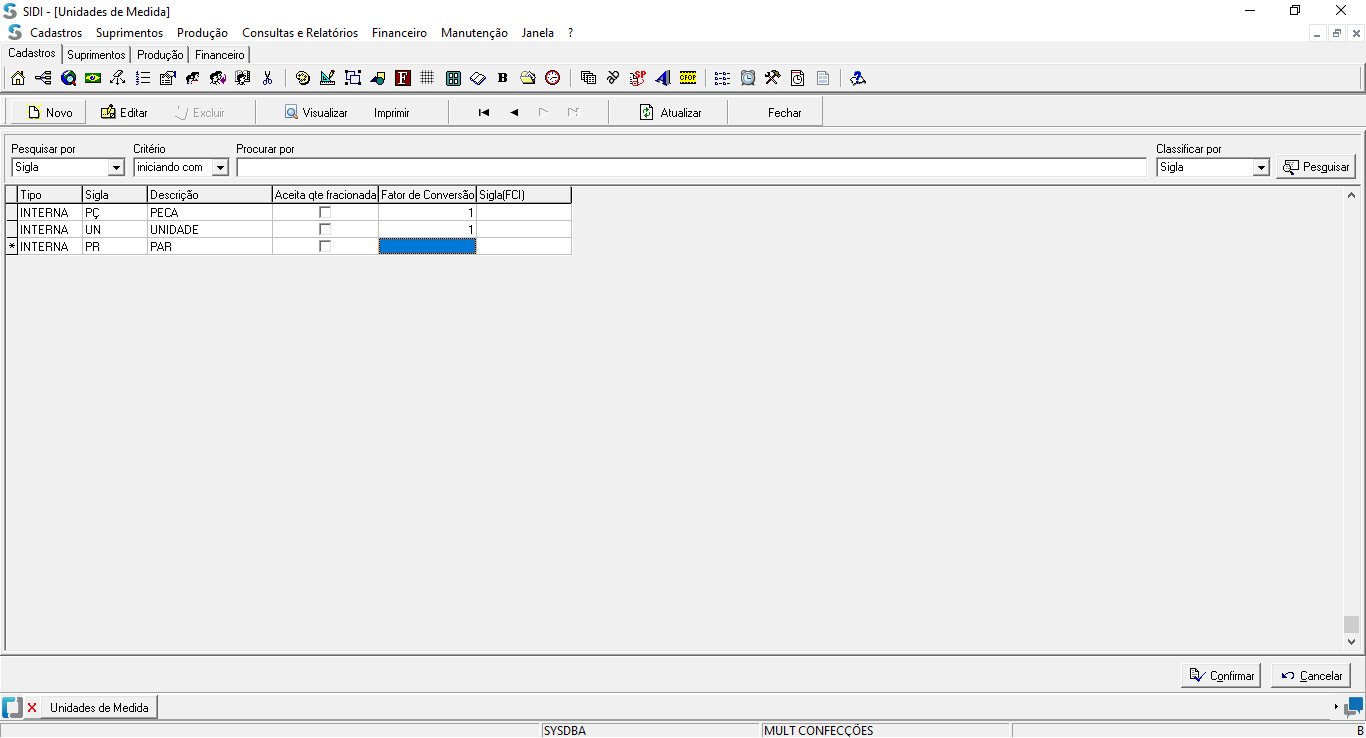 SIDI - [Unidades de Medida]
Cadastros Suprimentos Produção Consultas e Relatórios Financeiro Manutenção Janela ?
Cadastros Suprimentos Produção Financeiro
F B SP CFOP
Novo Editar Excluir Visualizar Imprimir Atualizar Fechar
Pesquisar por Critério Procurar por Classificar por
Sigla iniciando com Sigla Pesquisar
Tipo Sigla Descrição Aceita qte fracionada Fator de Conversão Sigla(FCI)
INTERNA PÇ PECA 1
INTERNA UN UNIDADE 1
* INTERNA PR PAR
Confirmar Cancelar
Unidades de Medida
SYSDBA MULT CONFECÇÕES B